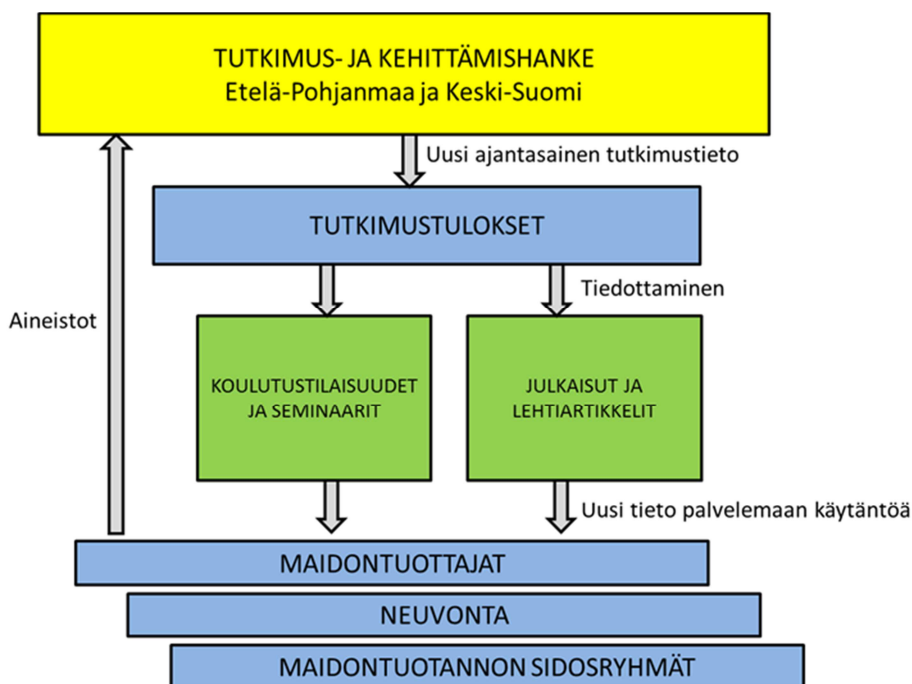 TUTKIMUS- JA KEHITTÄMISHANKE
Etelä-Pohjanmaa ja Keski-Suomi
Uusi ajantasainen tutkimustieto
TUTKIMUSTULOKSET
Tiedottaminen
Aineistot
KOULUTUSTILAISUUDET
JA SEMINAARIT
JULKAISUT JA
LEHTIARTIKKELIT
Uusi tieto palvelemaan käytäntöä
MAIDONTUOTTAJAT
NEUVONTA
MAIDONTUOTANNON SIDOSRYHMÄT